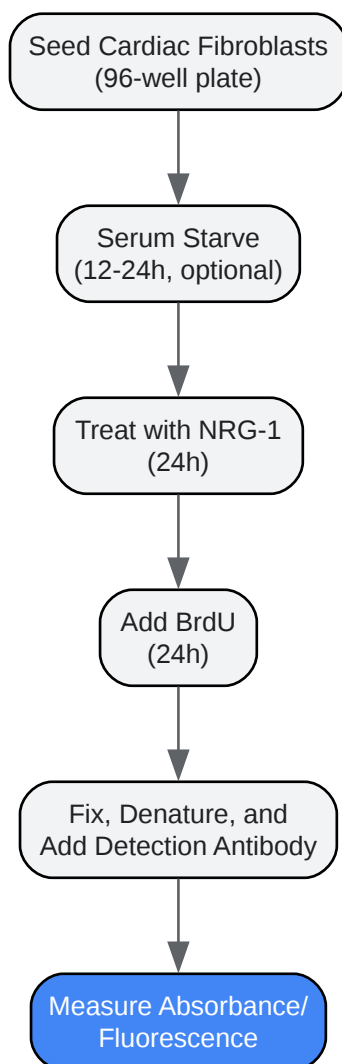 Seed Cardiac Fibroblasts
(96-well plate)
Serum Starve
(12-24h, optional)
Treat with NRG-1
(24h)
Add BrdU
(24h)
Fix, Denature, and
Add Detection Antibody
Measure Absorbance/
Fluorescence